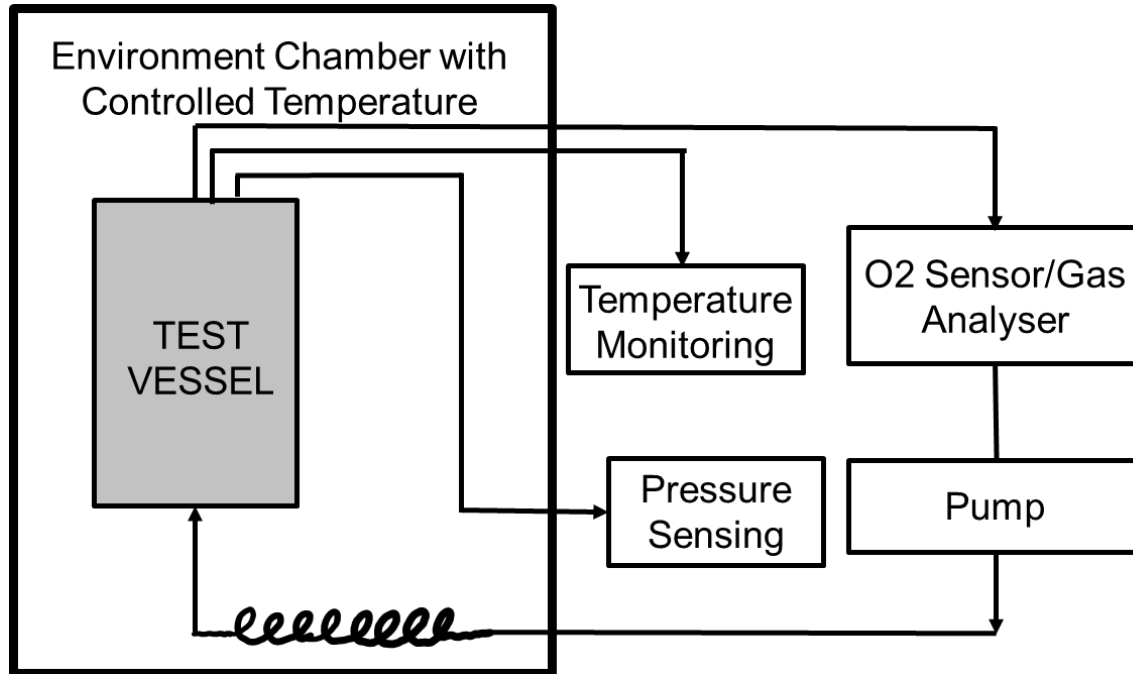 Environment Chamber with
Controlled Temperature
TEST
VESSEL
Temperature
Monitoring
O2 Sensor/Gas
Analyser
Pressure
Sensing
Pump